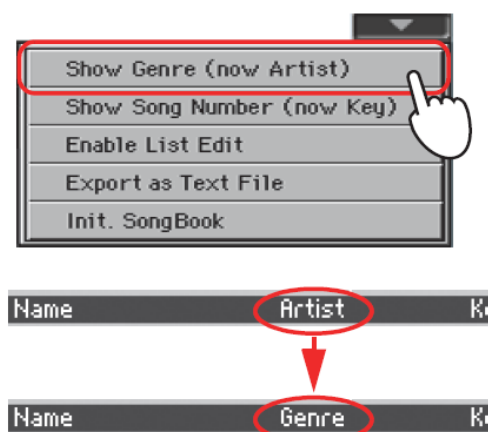 Show Genre (now Artist)
Show Song Number (now Key)
Enable List Edit
Export as Text File
Init. SongBook
Name Artist
Name Genre